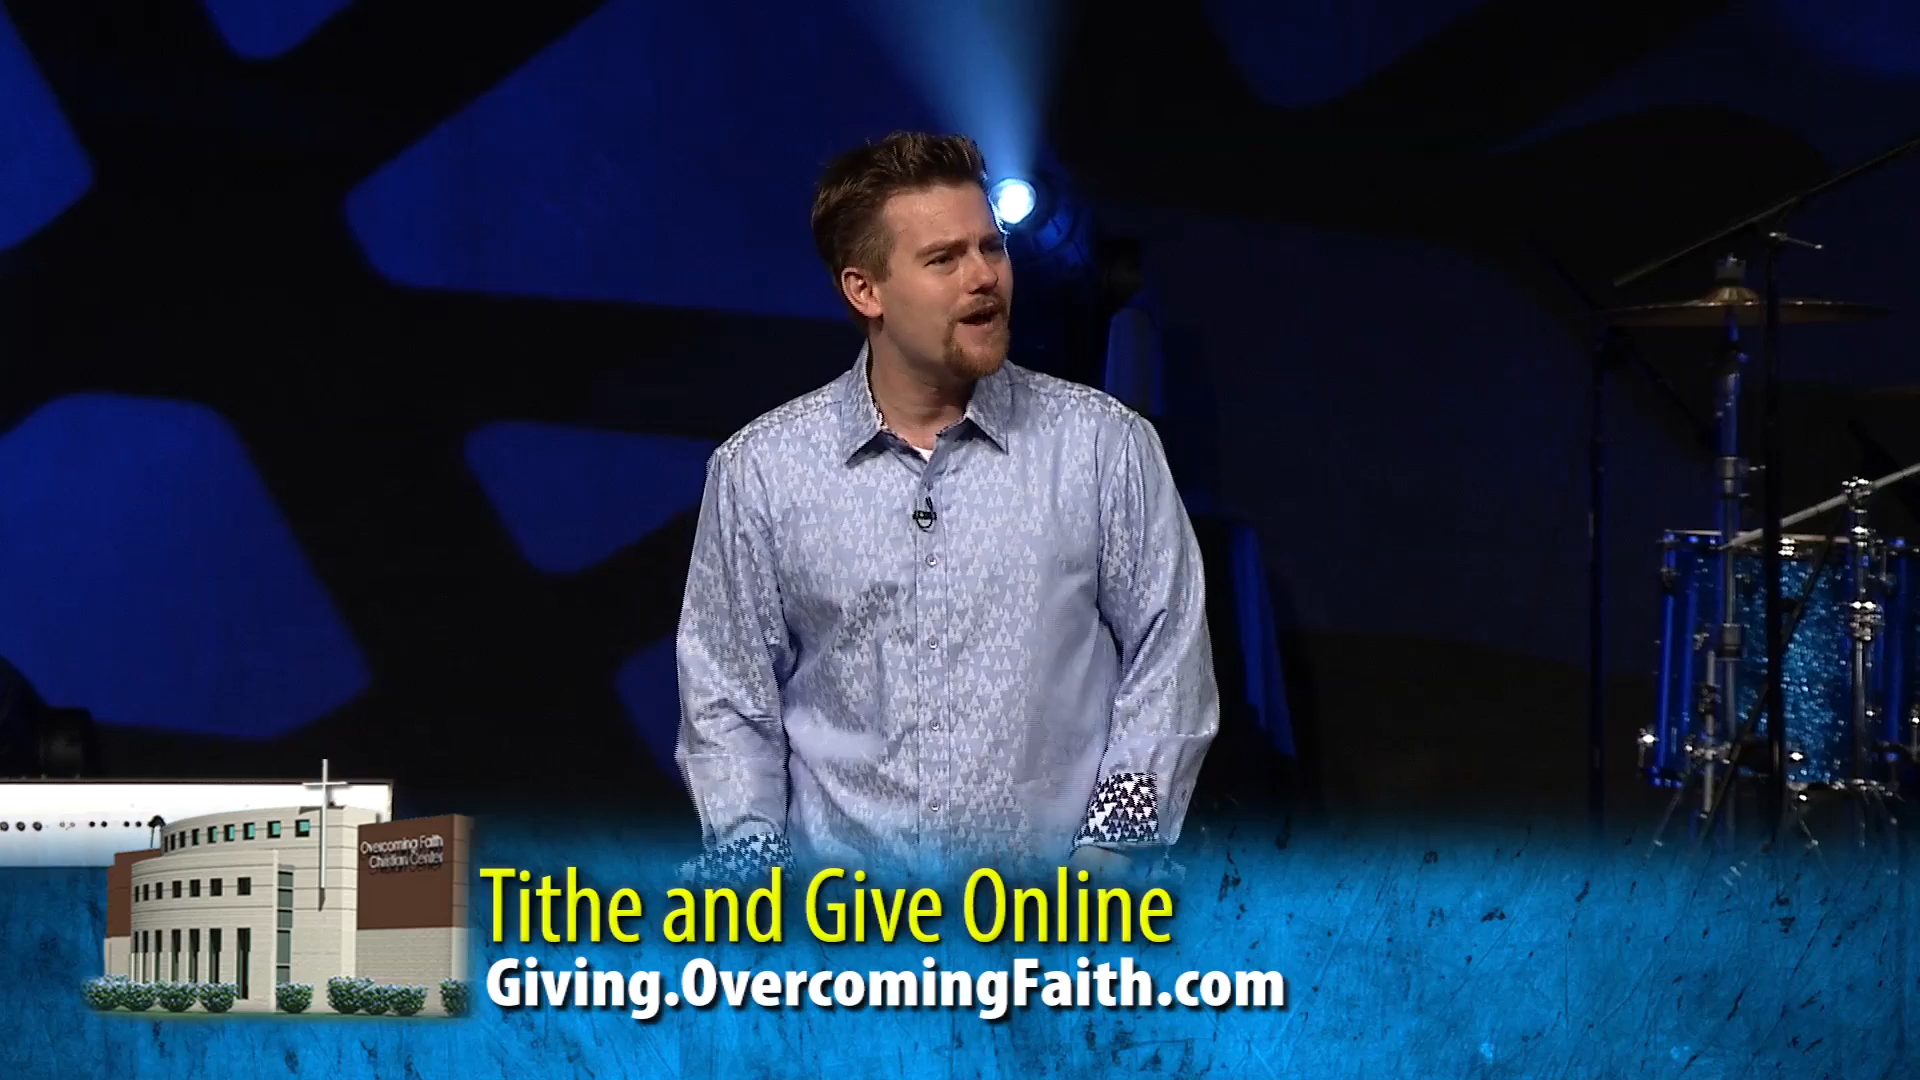 Overcoming Faith
Christian Center
Tithe and Give Online
Giving.OvercomingFaith.com